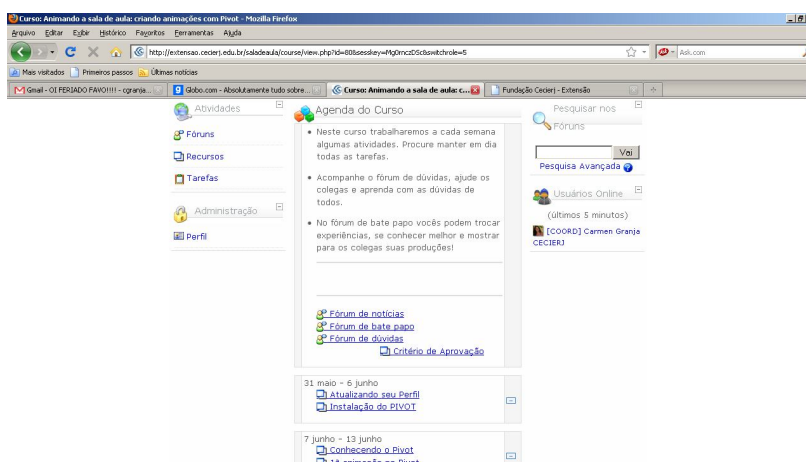 Curso: Animando a sala de aula: criando animações com Pivot - Mozilla Firefox
Arquivo Editar Exibir Histórico Favoritos Ferramentas Ajuda
http://extensao.cecierj.edu.br/saladeaula/course/view.php?id=80&sesskey=Mg0rnczDSc&switchrole=5
Ask.com
Mais visitados Primeiros passos Últimas notícias
Gmail - OI FERIADO FAVO!!!! - cgranja...
Globo.com - Absolutamente tudo sobre...
Curso: Animando a sala de aula: c...
Fundação Cecierj - Extensão
Atividades
Fóruns
Recursos
Tarefas
Administração
Perfil
Agenda do Curso
• Neste curso trabalharemos a cada semana
algumas atividades. Procure manter em dia
todas as tarefas.
• Acompanhe o fórum de dúvidas, ajude os
colegas e aprenda com as dúvidas de
todos.
• No fórum de bate papo vocês podem trocar
experiências, se conhecer melhor e mostrar
para os colegas suas produções!
Fórum de notícias
Fórum de bate papo
Fórum de dúvidas
Critério de Aprovação
31 maio - 6 junho
Atualizando seu Perfil
Instalação do PIVOT
7 junho - 13 junho
Conhecendo o Pivot
1ª animação no Pivot
Pesquisar nos
Fóruns
Vai
Pesquisa Avançada
Usuários Online
(últimos 5 minutos)
[COORD] Carmen Granja
CECIERJ